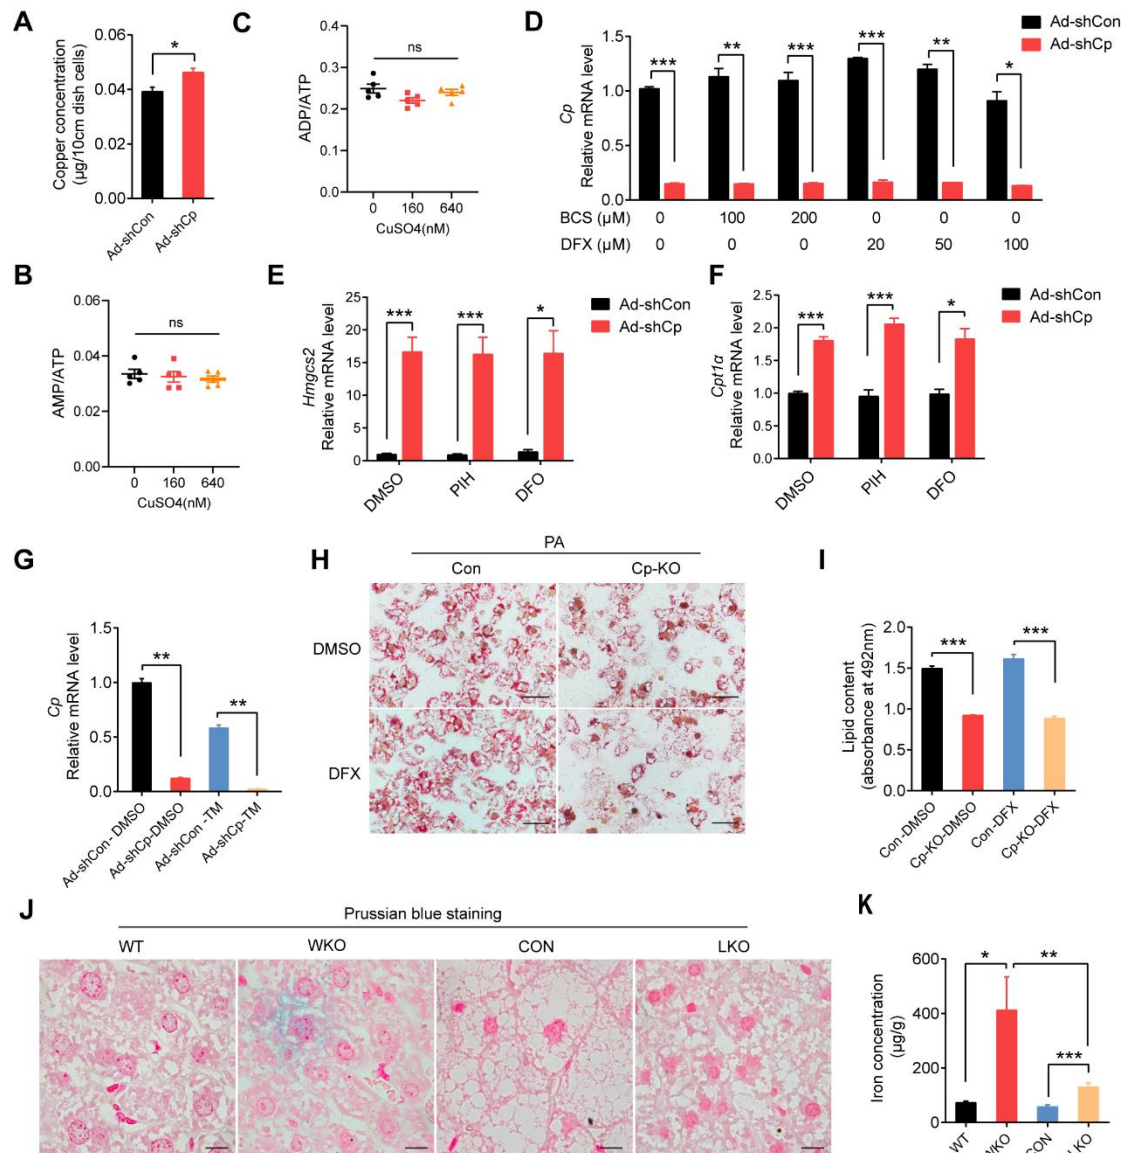 A
Copper concentration
(μg/10cm dish cells)
0.06
0.04
0.02
0.00
*
Ad-shCon
Ad-shCp
C
ADP/ATP
0.4
0.3
0.2
0.1
0.0
ns
0 160 640
CuSO4(nM)
D
Ad-shCon
Ad-shCp
Cp
Relative mRNA level
1.5
1.0
0.5
0.0
*** ** *** *** ** *
BCS (μM) 0 100 200 0 0 0
DFX (μM) 0 0 0 20 50 100
B
AMP/ATP
0.06
0.04
0.02
0.00
ns
0 160 640
CuSO4(nM)
E
Ad-shCon
Ad-shCp
Hmgcs2
Relative mRNA level
25
20
15
10
5
0
*** *** *
DMSO PIH DFO
F
Ad-shCon
Ad-shCp
Cpt1α
Relative mRNA level
2.5
2.0
1.5
1.0
0.5
0.0
*** *** *
DMSO PIH DFO
G
Cp
Relative mRNA level
1.5
1.0
0.5
0.0
** **
Ad-shCon- DMSO
Ad-shCp-DMSO
Ad-shCon -TM
Ad-shCp-TM
H
PA
Con Cp-KO
DMSO
DFX
I
Lipid content
(absorbance at 492nm)
2.0
1.5
1.0
0.5
0.0
*** ***
Con-DMSO
Cp-KO-DMSO
Con-DFX
Cp-KO-DFX
J
Prussian blue staining
WT WKO CON LKO
K
Iron concentration
(μg/g)
600
400
200
0
* ** ***
WT
WKO
CON
LKO